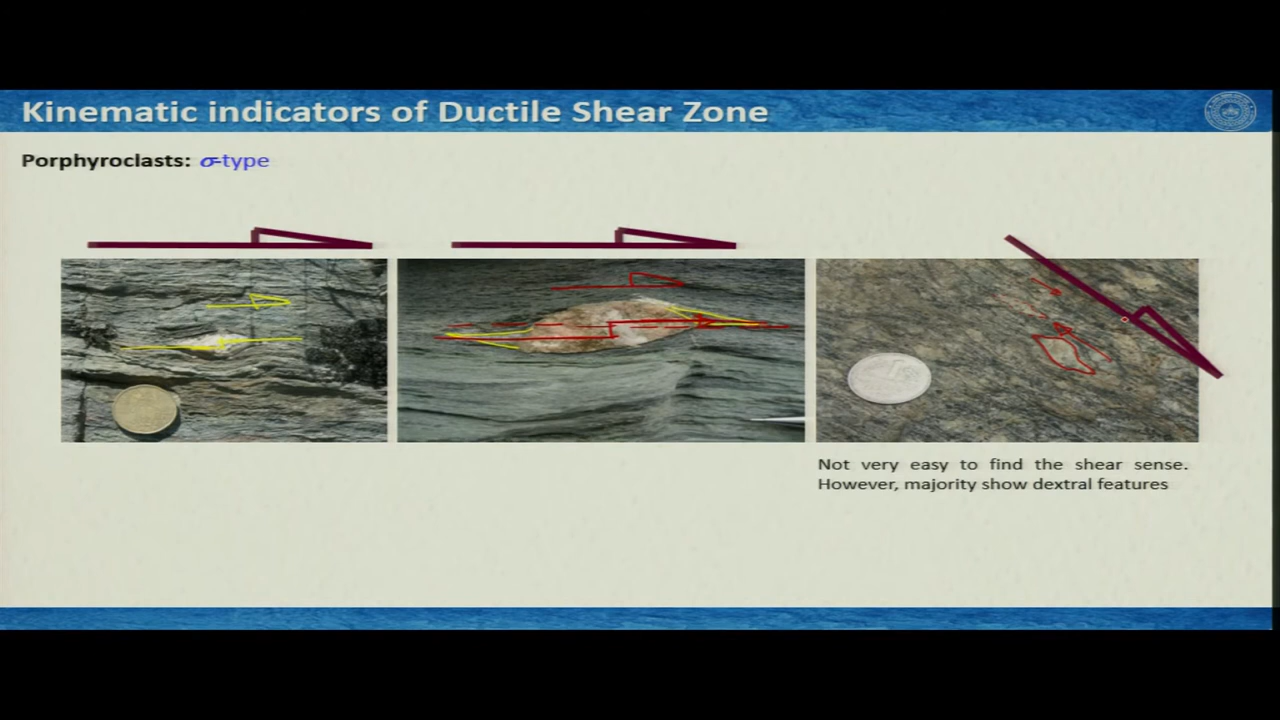 Kinematic indicators of Ductile Shear Zone
Porphyroclasts: σ-type
Not very easy to find the shear sense.
However, majority show dextral features